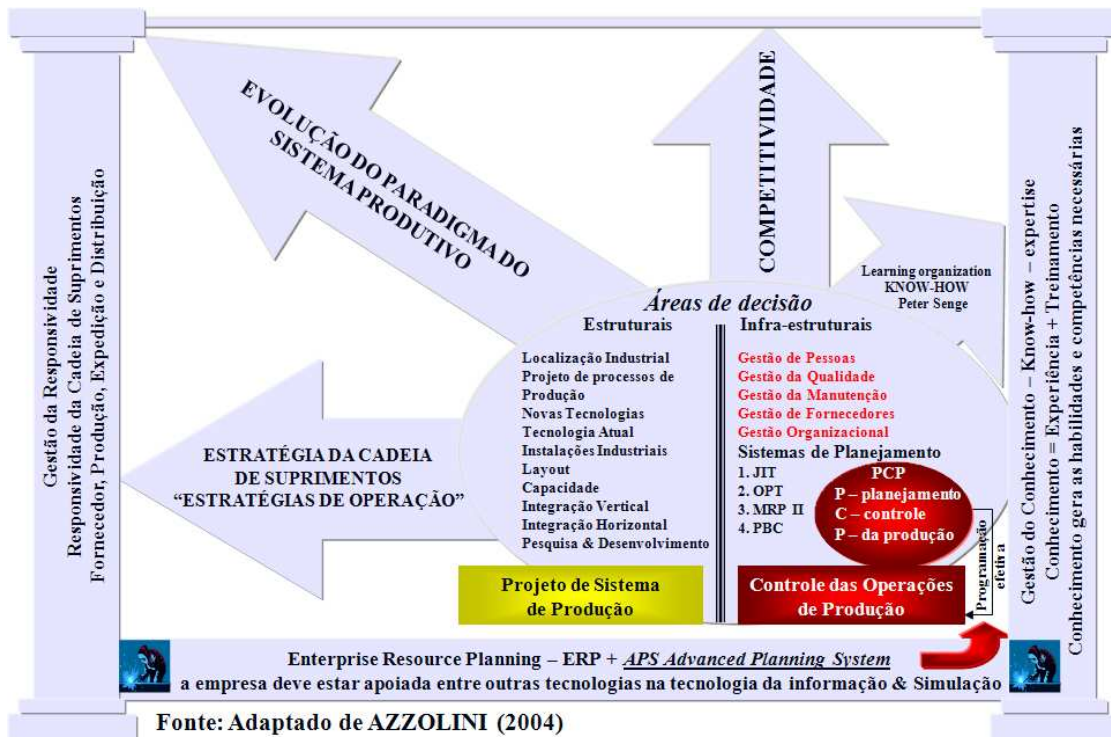 Gestão da Responsividade
Responsividade da Cadeia de Suprimentos
Fornecedor, Produção, Expedição e Distribuição
EVOLUÇÃO DO PARADIGMA DO
SISTEMA PRODUTIVO
COMPETITIVIDADE
Learning organization
KNOW-HOW
Peter Senge
ESTRATÉGIA DA CADEIA
DE SUPRIMENTOS
“ESTRATÉGIAS DE OPERAÇÃO”
Áreas de decisão
Estruturais
Localização Industrial
Projeto de processos de
Produção
Novas Tecnologias
Tecnologia Atual
Instalações Industriais
Layout
Capacidade
Integração Vertical
Integração Horizontal
Pesquisa & Desenvolvimento
Projeto de Sistema
de Produção
Infra-estruturais
Gestão de Pessoas
Gestão da Qualidade
Gestão da Manutenção
Gestão de Fornecedores
Gestão Organizacional
Sistemas de Planejamento
1. JIT
2. OPT
3. MRP II
4. PBC
PCP
P – planejamento
C – controle
P – da produção
Controle das Operações
de Produção
Programação
efetiva
Gestão do Conhecimento – Know-how – expertise
Conhecimento = Experiência + Treinamento
Conhecimento gera as habilidades e competências necessárias
Enterprise Resource Planning – ERP + APS Advanced Planning System
a empresa deve estar apoiada entre outras tecnologias na tecnologia da informação & Simulação
Fonte: Adaptado de AZZOLINI (2004)